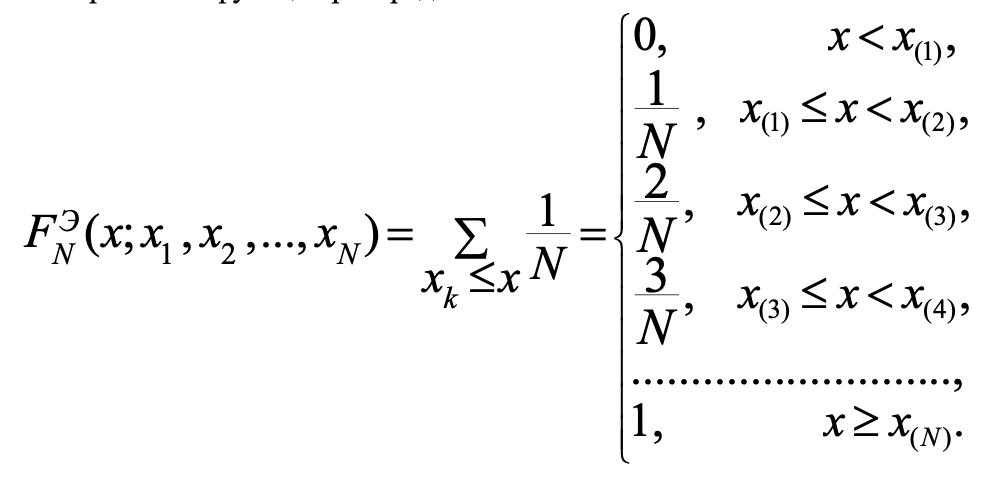 F_N^Э(x; x_1, x_2, ..., x_N) = ∑_{x_k ≤ x} 1/N = {
0, x < x_(1),
1/N, x_(1) ≤ x < x_(2),
2/N, x_(2) ≤ x < x_(3),
3/N, x_(3) ≤ x < x_(4),
............................,
1, x ≥ x_(N).